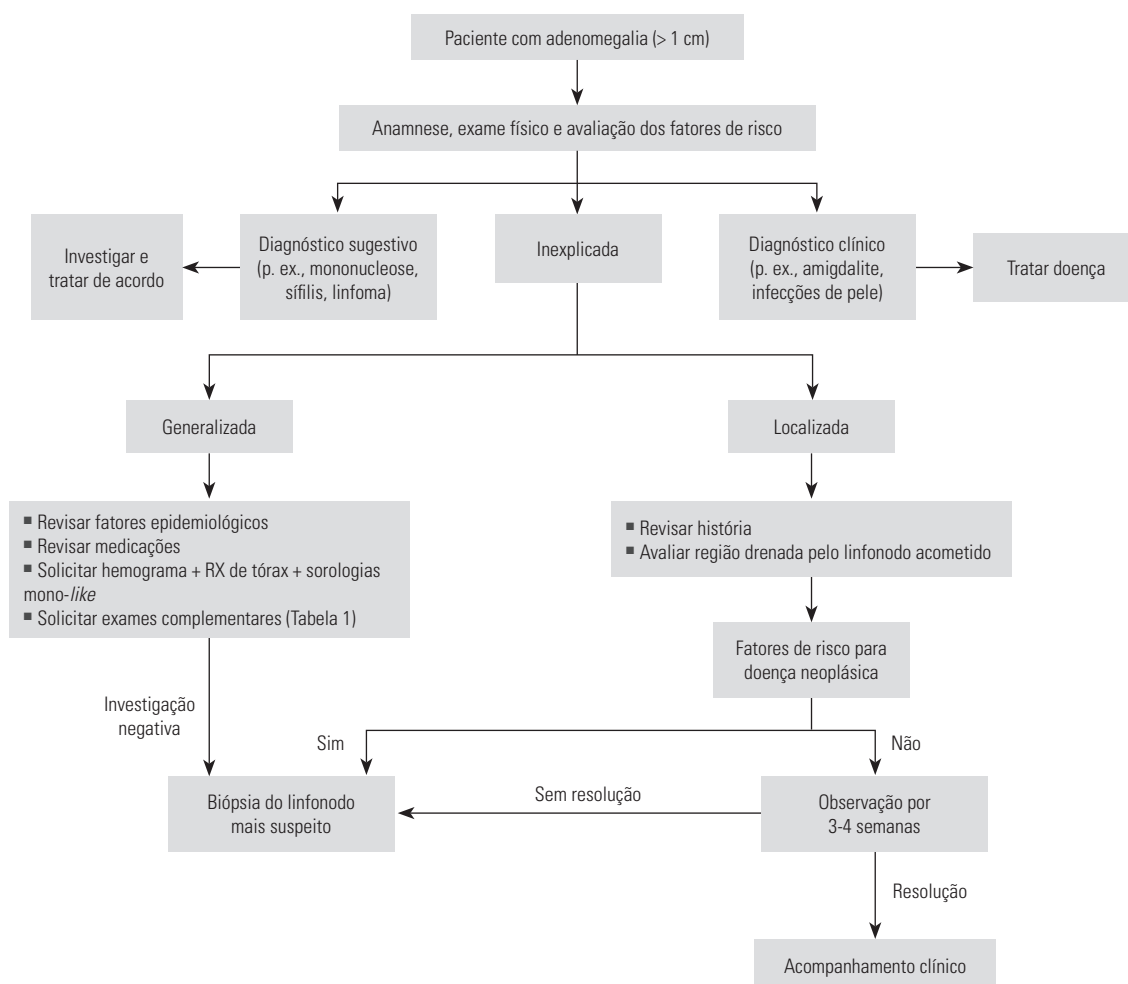 Paciente com adenomegalia (> 1 cm)
Anamnese, exame físico e avaliação dos fatores de risco
Investigar e
tratar de acordo
Diagnóstico sugestivo
(p. ex., mononucleose,
sífilis, linfoma)
Inexplicada
Diagnóstico clínico
(p. ex., amigdalite,
infecções de pele)
Tratar doença
Generalizada
Localizada
■ Revisar fatores epidemiológicos
■ Revisar medicações
■ Solicitar hemograma + RX de tórax + sorologias
mono-like
■ Solicitar exames complementares (Tabela 1)
■ Revisar história
■ Avaliar região drenada pelo linfonodo acometido
Fatores de risco para
doença neoplásica
Investigação
negativa
Sim
Não
Biópsia do linfonodo
mais suspeito
Sem resolução
Observação por
3-4 semanas
Resolução
Acompanhamento clínico